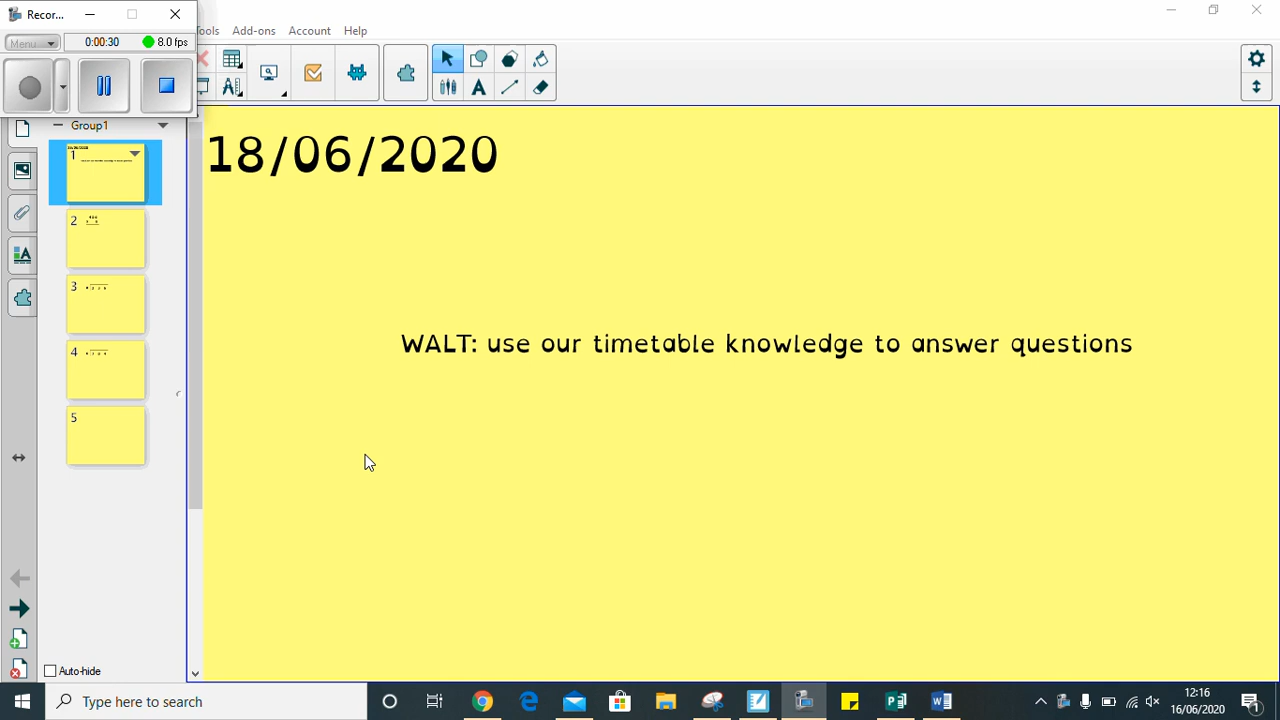 Recor...
Tools Add-ons Account Help
Menu
0:00:30
8.0 fps
Group1
1
2
3
4
5
18/06/2020
WALT: use our timetable knowledge to answer questions
Auto-hide
Type here to search
12:16
16/06/2020
1